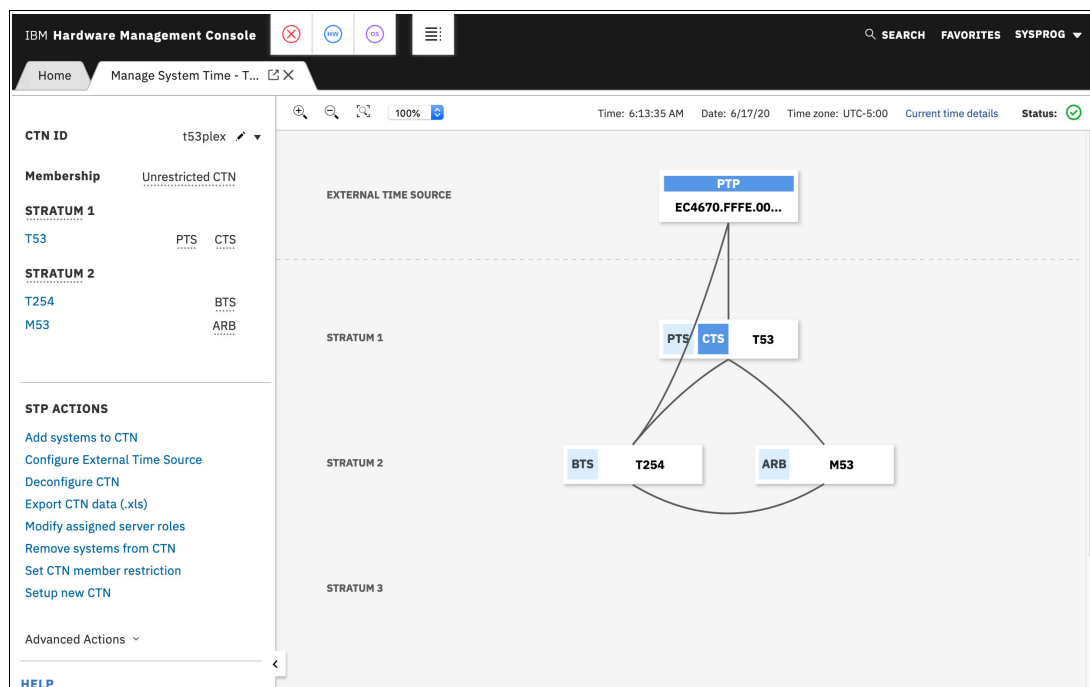 IBM Hardware Management Console
HW
OS
SEARCH FAVORITES SYSPROG
Home
Manage System Time - T...
100%
Time: 6:13:35 AM Date: 6/17/20 Time zone: UTC-5:00 Current time details Status:
CTN ID t53plex
Membership Unrestricted CTN
STRATUM 1
T53 PTS CTS
STRATUM 2
T254 BTS
M53 ARB
STP ACTIONS
Add systems to CTN
Configure External Time Source
Deconfigure CTN
Export CTN data (.xls)
Modify assigned server roles
Remove systems from CTN
Set CTN member restriction
Setup new CTN
Advanced Actions
HELP
EXTERNAL TIME SOURCE
PTP
EC4670.FFFE.00...
STRATUM 1
PTS CTS T53
STRATUM 2
BTS T254
ARB M53
STRATUM 3